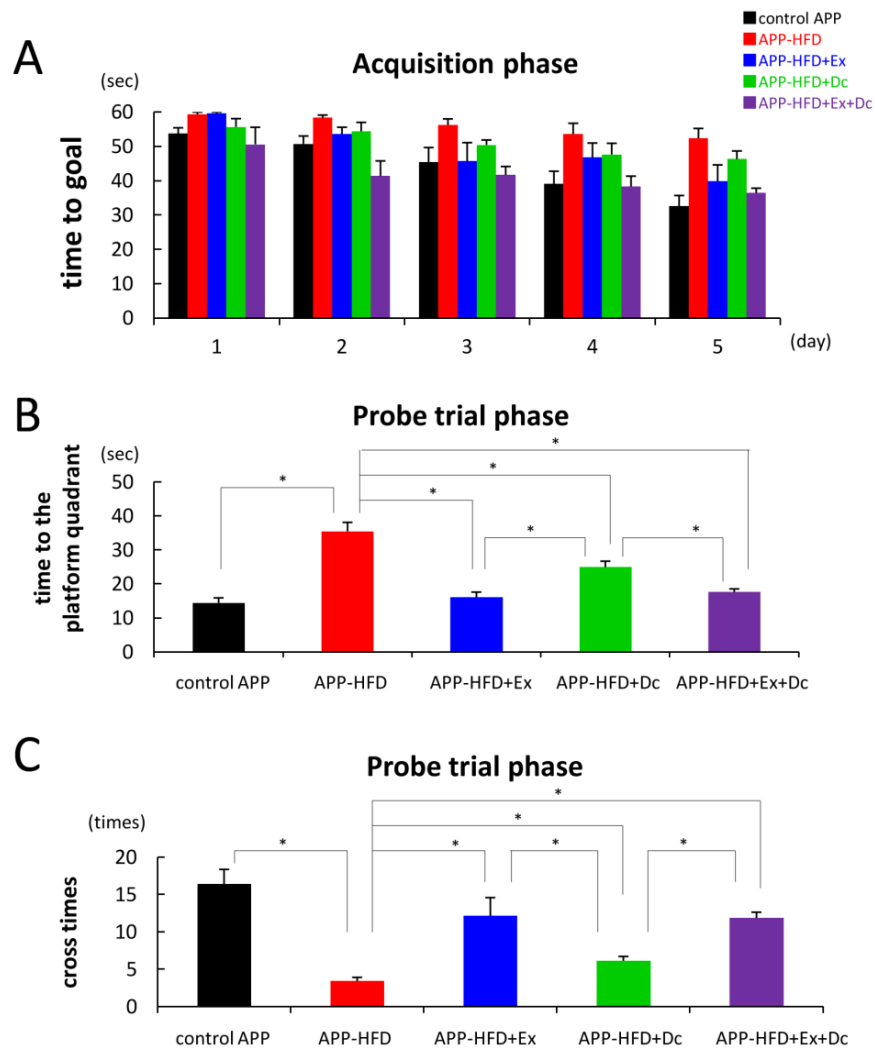 control APP
APP-HFD
APP-HFD+Ex
APP-HFD+Dc
APP-HFD+Ex+Dc
A
Acquisition phase
(sec)
time to goal
60
50
40
30
20
10
0
1 2 3 4 5 (day)
B
Probe trial phase
(sec)
time to the
platform quadrant
50
40
30
20
10
0
* * * * * *
control APP APP-HFD APP-HFD+Ex APP-HFD+Dc APP-HFD+Ex+Dc
C
Probe trial phase
(times)
cross times
20
15
10
5
0
* * * * * *
control APP APP-HFD APP-HFD+Ex APP-HFD+Dc APP-HFD+Ex+Dc